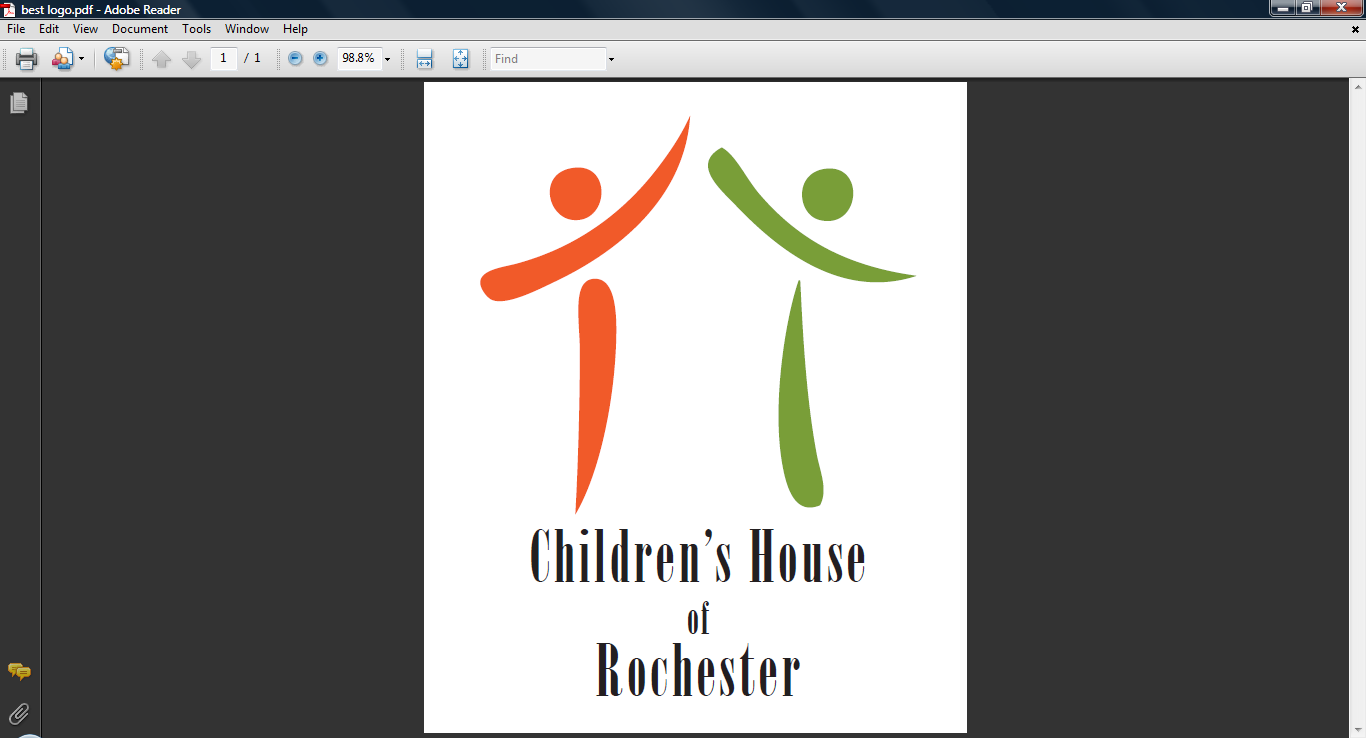 best logo.pdf - Adobe Reader
File Edit View Document Tools Window Help
1 / 1 98.8% Find
Children’s House
of
Rochester